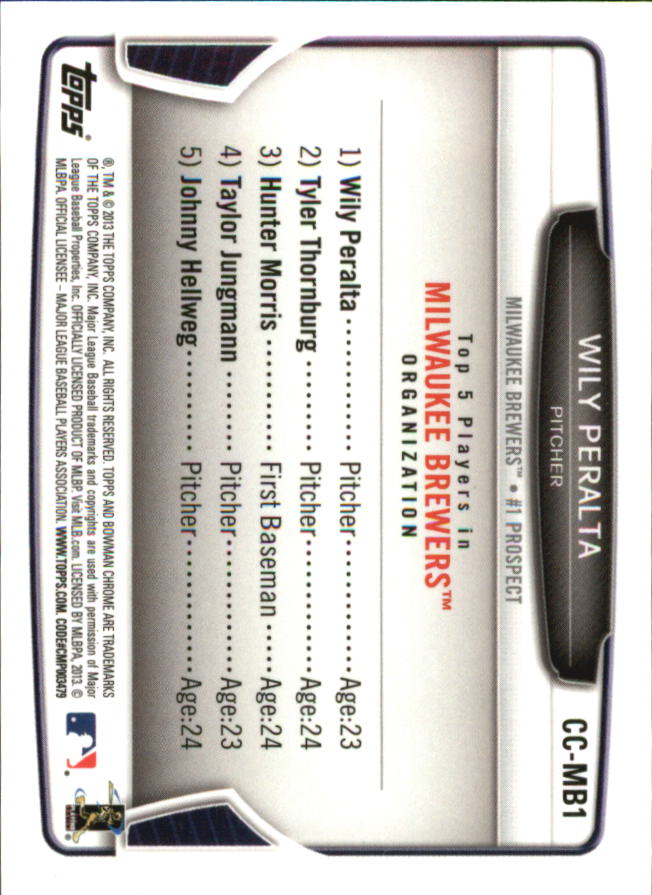 CC-MB1
WILY PERALTA
PITCHER
MILWAUKEE BREWERS™ • #1 PROSPECT
Top 5 Players in
MILWAUKEE BREWERS™
ORGANIZATION
1) Wily Peralta ............ Pitcher ............ Age:23
2) Tyler Thornburg ........ Pitcher ............ Age:24
3) Hunter Morris ........... First Baseman ..... Age:24
4) Taylor Jungmann ........ Pitcher ............ Age:23
5) Johnny Hellweg .......... Pitcher ............ Age:24
topps®
®, TM & © 2013 THE TOPPS COMPANY, INC. ALL RIGHTS RESERVED. TOPPS AND BOWMAN CHROME ARE TRADEMARKS
OF THE TOPPS COMPANY, INC. Major League Baseball trademarks and copyrights are used with permission of Major
League Baseball Properties, Inc. OFFICIALLY LICENSED PRODUCT OF MLBP. Visit MLB.com. LICENSED BY MLBPA, 2013. ©
MLBPA. OFFICIAL LICENSEE – MAJOR LEAGUE BASEBALL PLAYERS ASSOCIATION. WWW.TOPPS.COM. CODE#CMP003479